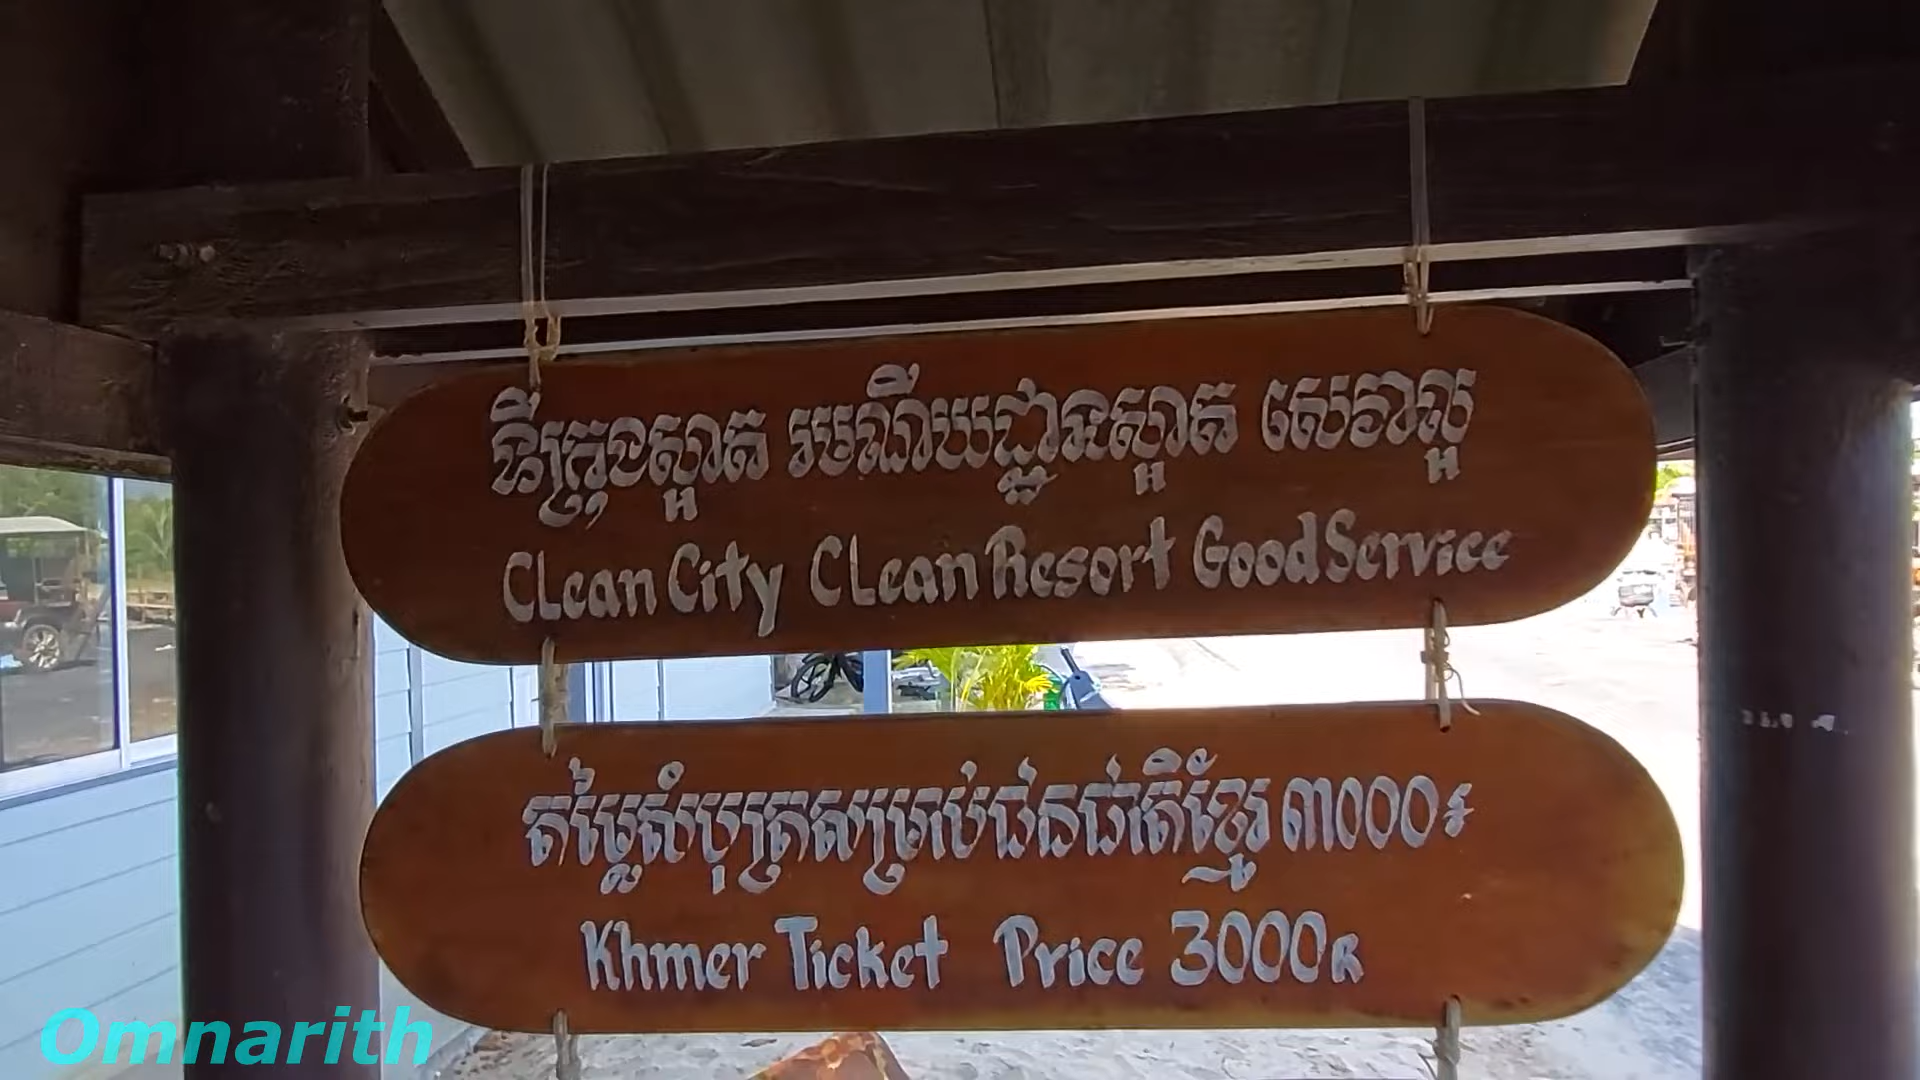 ទីក្រុងស្អាត រមណីយដ្ឋានស្អាត សេវាល្អ
CLean City CLean Resort Good Service
តម្លៃសំបុត្រសម្រាប់ជនជាតិខ្មែរ ៣០០០៛
Khmer Ticket Price 3000R
Omnarith